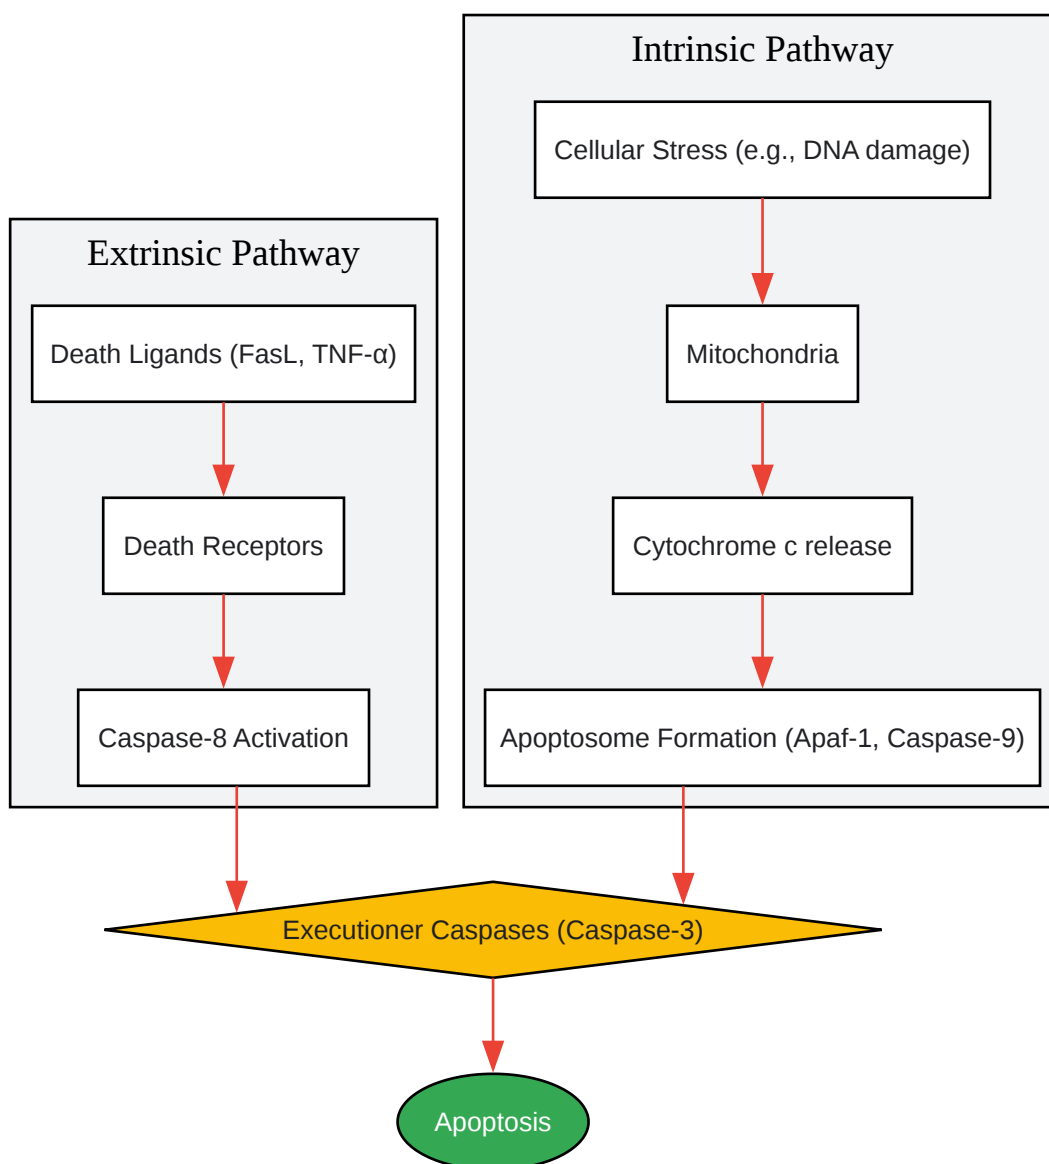 Extrinsic Pathway
Death Ligands (FasL, TNF-α)
Death Receptors
Caspase-8 Activation
Intrinsic Pathway
Cellular Stress (e.g., DNA damage)
Mitochondria
Cytochrome c release
Apoptosome Formation (Apaf-1, Caspase-9)
Executioner Caspases (Caspase-3)
Apoptosis